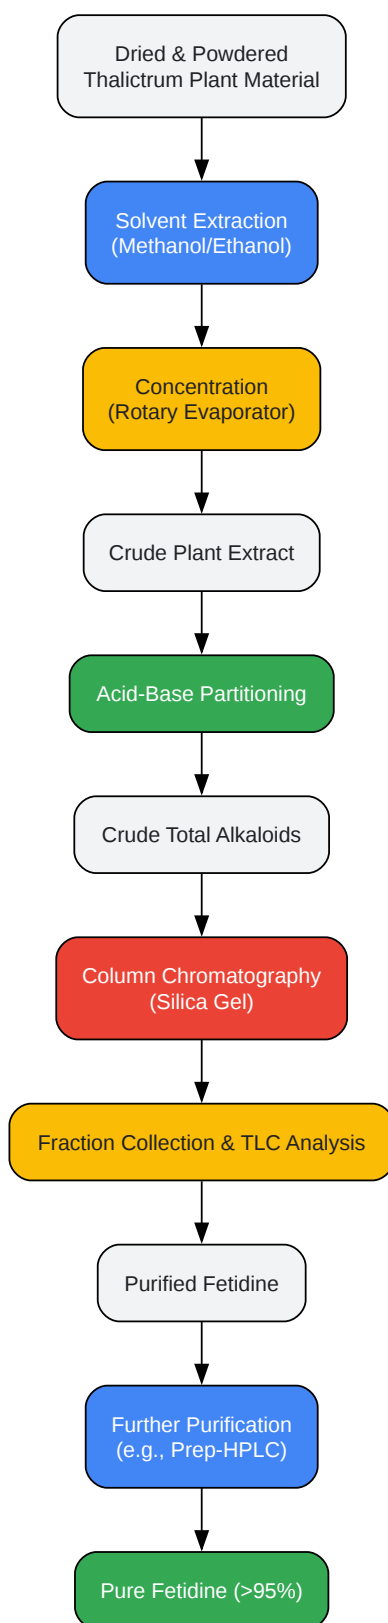 Dried & Powdered
Thalictrum Plant Material
Solvent Extraction
(Methanol/Ethanol)
Concentration
(Rotary Evaporator)
Crude Plant Extract
Acid-Base Partitioning
Crude Total Alkaloids
Column Chromatography
(Silica Gel)
Fraction Collection & TLC Analysis
Purified Fetidine
Further Purification
(e.g., Prep-HPLC)
Pure Fetidine (>95%)